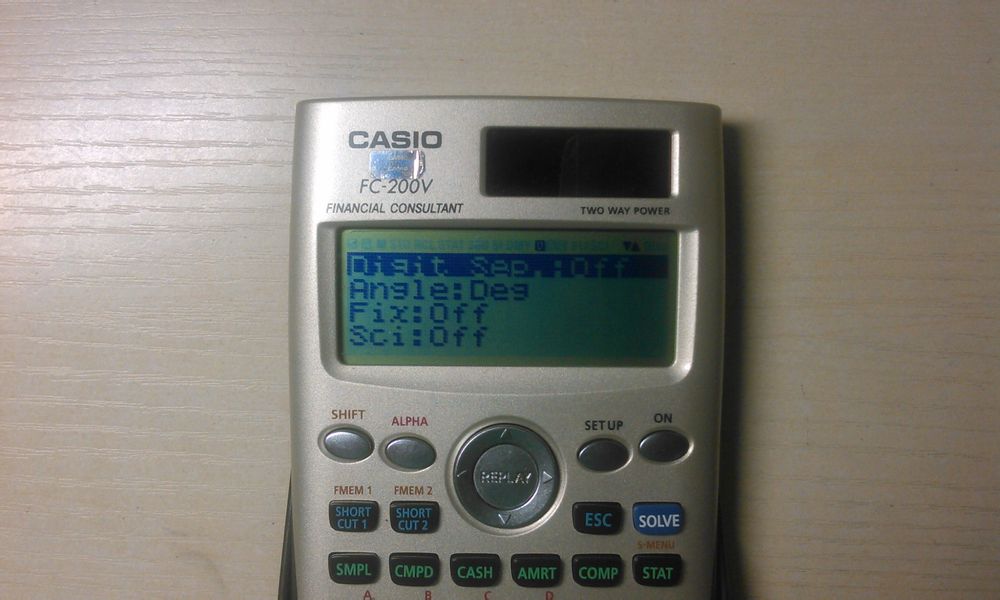 CASIO
FC-200V
FINANCIAL CONSULTANT
TWO WAY POWER
Digit Sep.:Off
Angle:Deg
Fix:Off
Sci:Off
SHIFT
ALPHA
SET UP
ON
REPLAY
FMEM 1
FMEM 2
SHORT CUT 1
SHORT CUT 2
ESC
SOLVE
S-MENU
SMPL
CMPD
CASH
AMRT
COMP
STAT
A
B
C
D